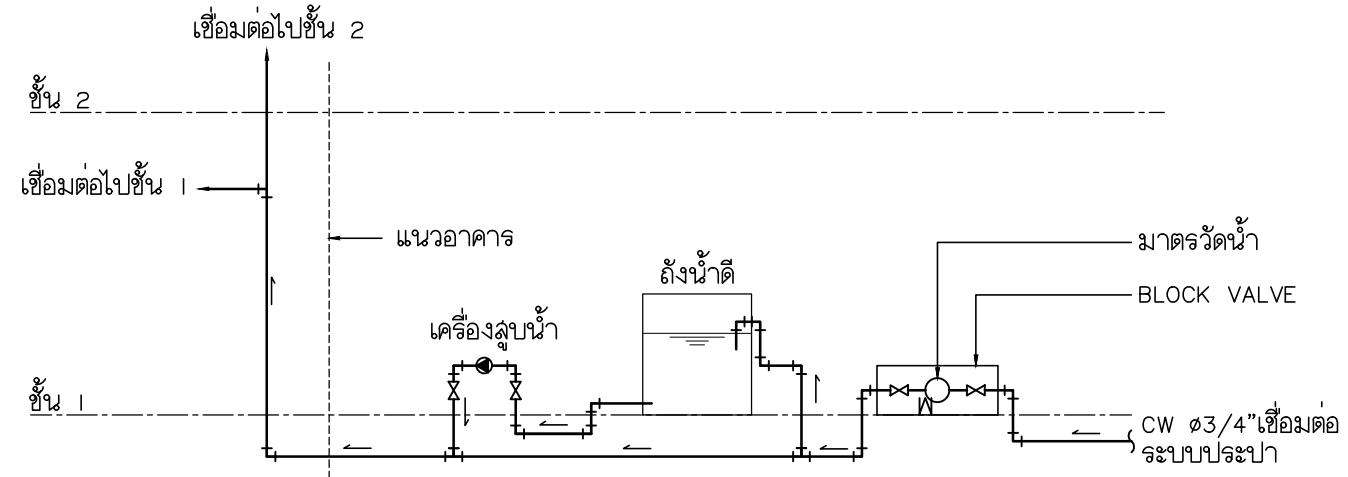 เชื่อมต่อไปชั้น 2
ชั้น 2
เชื่อมต่อไปชั้น 1
แนวอาคาร
มาตรวัดน้ำ
ถังน้ำดี
BLOCK VALVE
เครื่องสูบน้ำ
ชั้น 1
M
CW ø3/4"เชื่อมต่อ
ระบบประปา